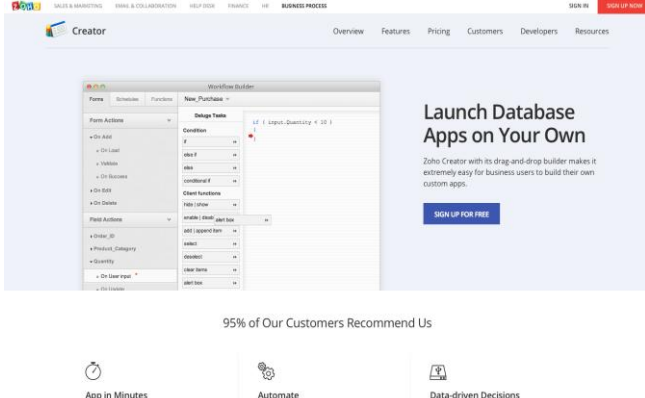 ZOHO SALES & MARKETING EMAIL & COLLABORATION HELP DESK FINANCE HR BUSINESS PROCESS SIGN IN SIGN UP NOW
Creator Overview Features Pricing Customers Developers Resources
Workflow Builder
Forms Schedules Functions New_Purchase
Form Actions
On Add
On Load
Validate
On Success
On Edit
On Delete
Field Actions
Order_ID
Product_Category
Quantity
On User input
On Update
Deluge Tasks
Condition
if
else if
else
conditional if
Client functions
hide | show
enable | disab
alert box
add | append item
select
deselect
clear items
alert box
if ( input.Quantity < 10 )
{
}
Launch Database
Apps on Your Own
Zoho Creator with its drag-and-drop builder makes it
extremely easy for business users to build their own
custom apps.
SIGN UP FOR FREE
95% of Our Customers Recommend Us
App in Minutes
Automate
Data-driven Decisions